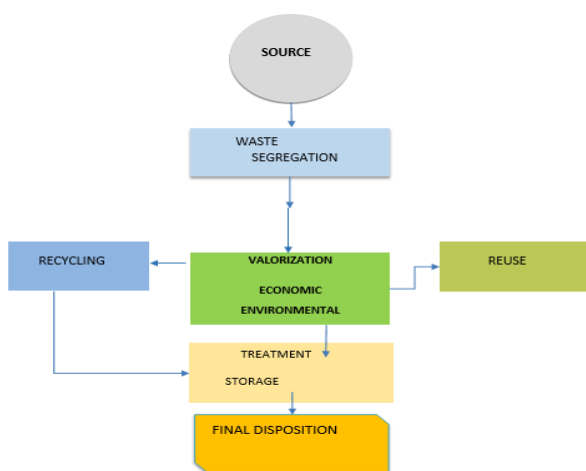 SOURCE
WASTE
SEGREGATION
RECYCLING
VALORIZATION
REUSE
ECONOMIC
ENVIRONMENTAL
TREATMENT
STORAGE
FINAL DISPOSITION